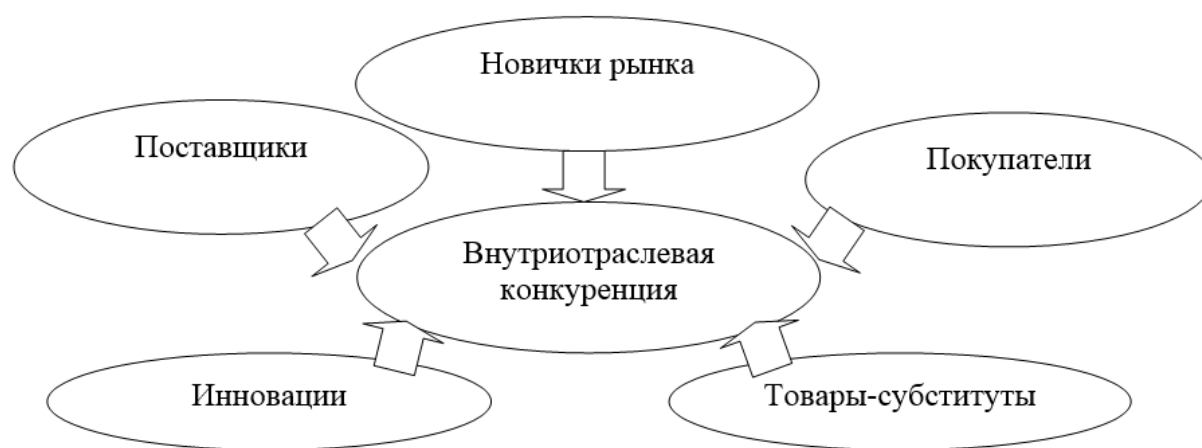 Новички рынка
Поставщики
Покупатели
Внутриотраслевая
конкуренция
Инновации
Товары-субституты